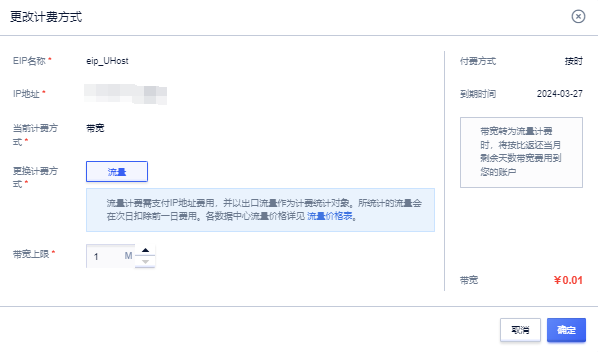 更改计费方式
EIP名称 *
eip_UHost
IP地址 *
当前计费方
式 *
带宽
更换计费方
式 *
流量
流量计费需支付IP地址费用，并以出口流量作为计费统计对象。所统计的流量会
在次日扣除前一日费用。各数据中心流量价格详见 流量价格表。
带宽上限 *
1 M
付费方式
按时
到期时间
2024-03-27
带宽转为流量计费
时，将按比返还当月
剩余天数带宽费用到
您的账户
带宽
￥0.01
取消
确定